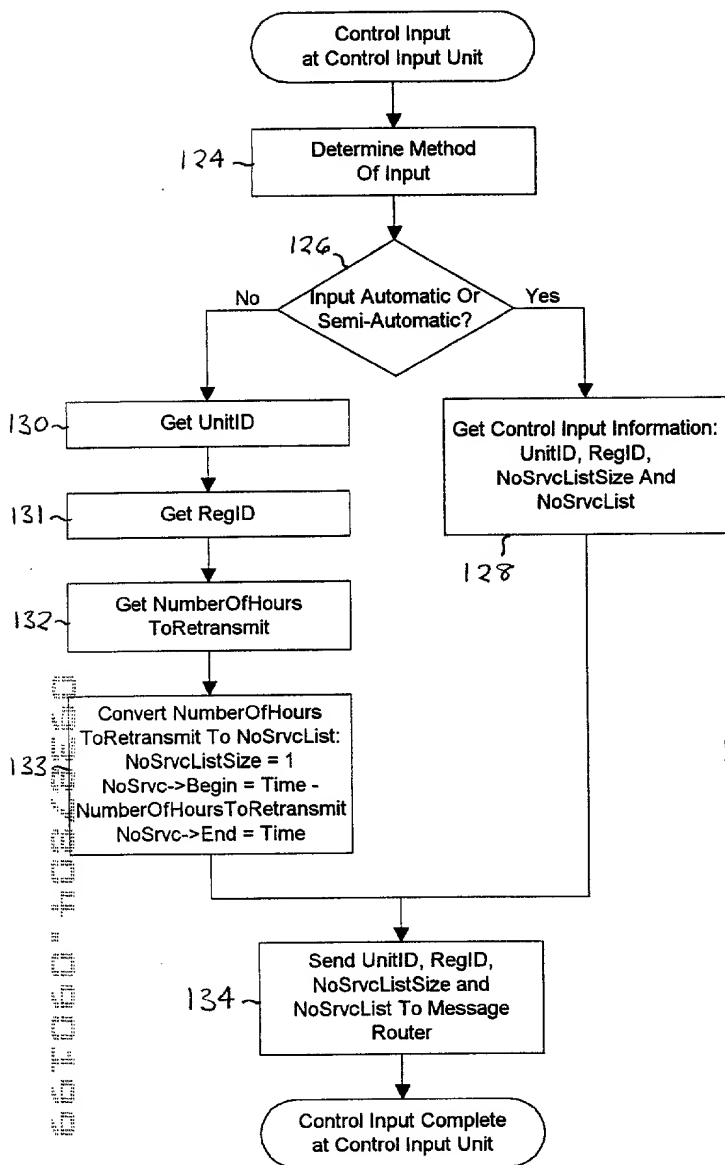 Control Input
at Control Input Unit
124
Determine Method
Of Input
126
Input Automatic Or
Semi-Automatic?
No
Yes
130
Get UnitID
131
Get RegID
132
Get NumberOfHours
ToRetransmit
133
Convert NumberOfHours
ToRetransmit To NoSrvcList:
NoSrvcListSize = 1
NoSrvc->Begin = Time -
NumberOfHoursToRetransmit
NoSrvc->End = Time
Get Control Input Information:
UnitID, RegID,
NoSrvcListSize And
NoSrvcList
128
134
Send UnitID, RegID,
NoSrvcListSize and
NoSrvcList To Message
Router
Control Input Complete
at Control Input Unit